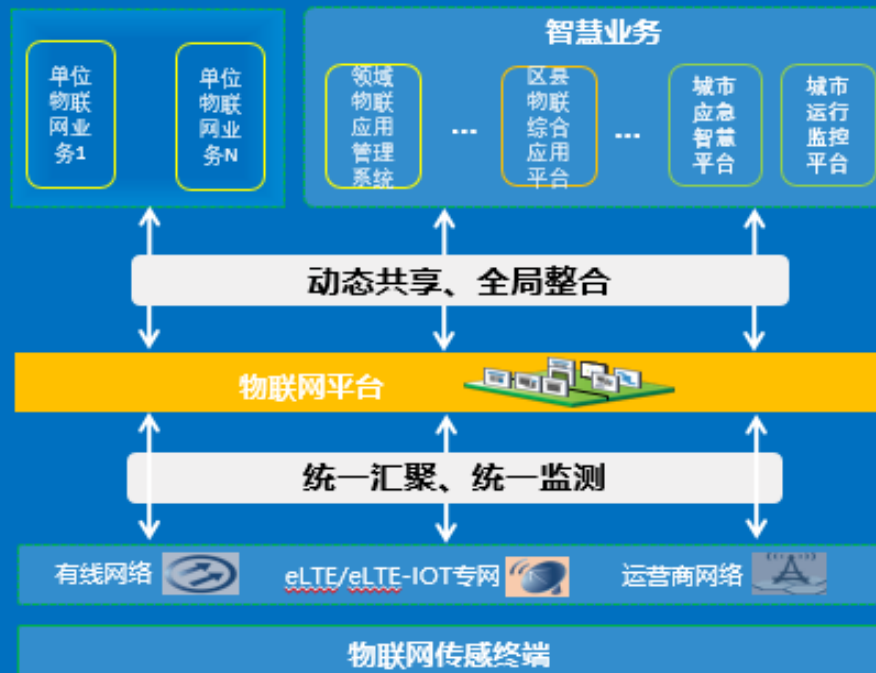 智慧业务
单位
物联
网业
务1
单位
物联
网业
务N
领域
物联
应用
管理
系统
...
区县
物联
综合
应用
平台
...
城市
应急
智慧
平台
城市
运行
监控
平台
动态共享、全局整合
物联网平台
统一汇聚、统一监测
有线网络
eLTE/eLTE-IOT专网
运营商网络
物联网传感终端